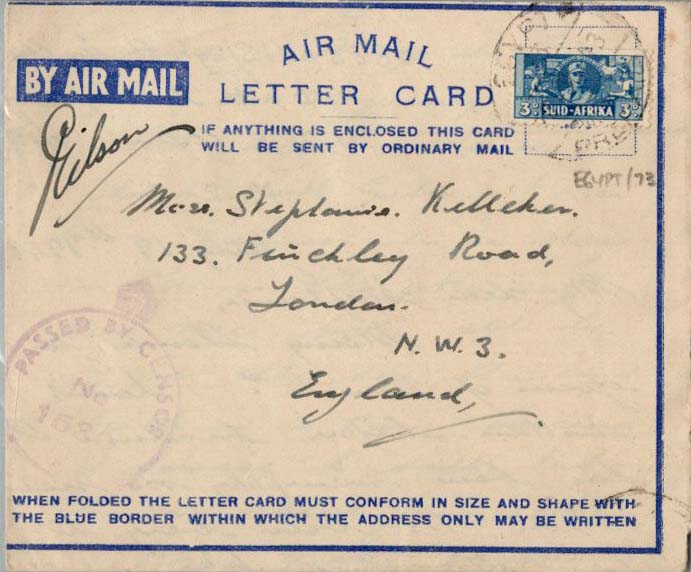 AIR MAIL
BY AIR MAIL
LETTER CARD
IF ANYTHING IS ENCLOSED THIS CARD
WILL BE SENT BY ORDINARY MAIL
3D SUID-AFRIKA 3D
EGYPT
EGYPT/73
Stephanie. Kelleher.
133. Finchley Road,
London.
N.W.3.
England,
PASSED BY CENSOR
No
WHEN FOLDED THE LETTER CARD MUST CONFORM IN SIZE AND SHAPE WITH
THE BLUE BORDER WITHIN WHICH THE ADDRESS ONLY MAY BE WRITTEN